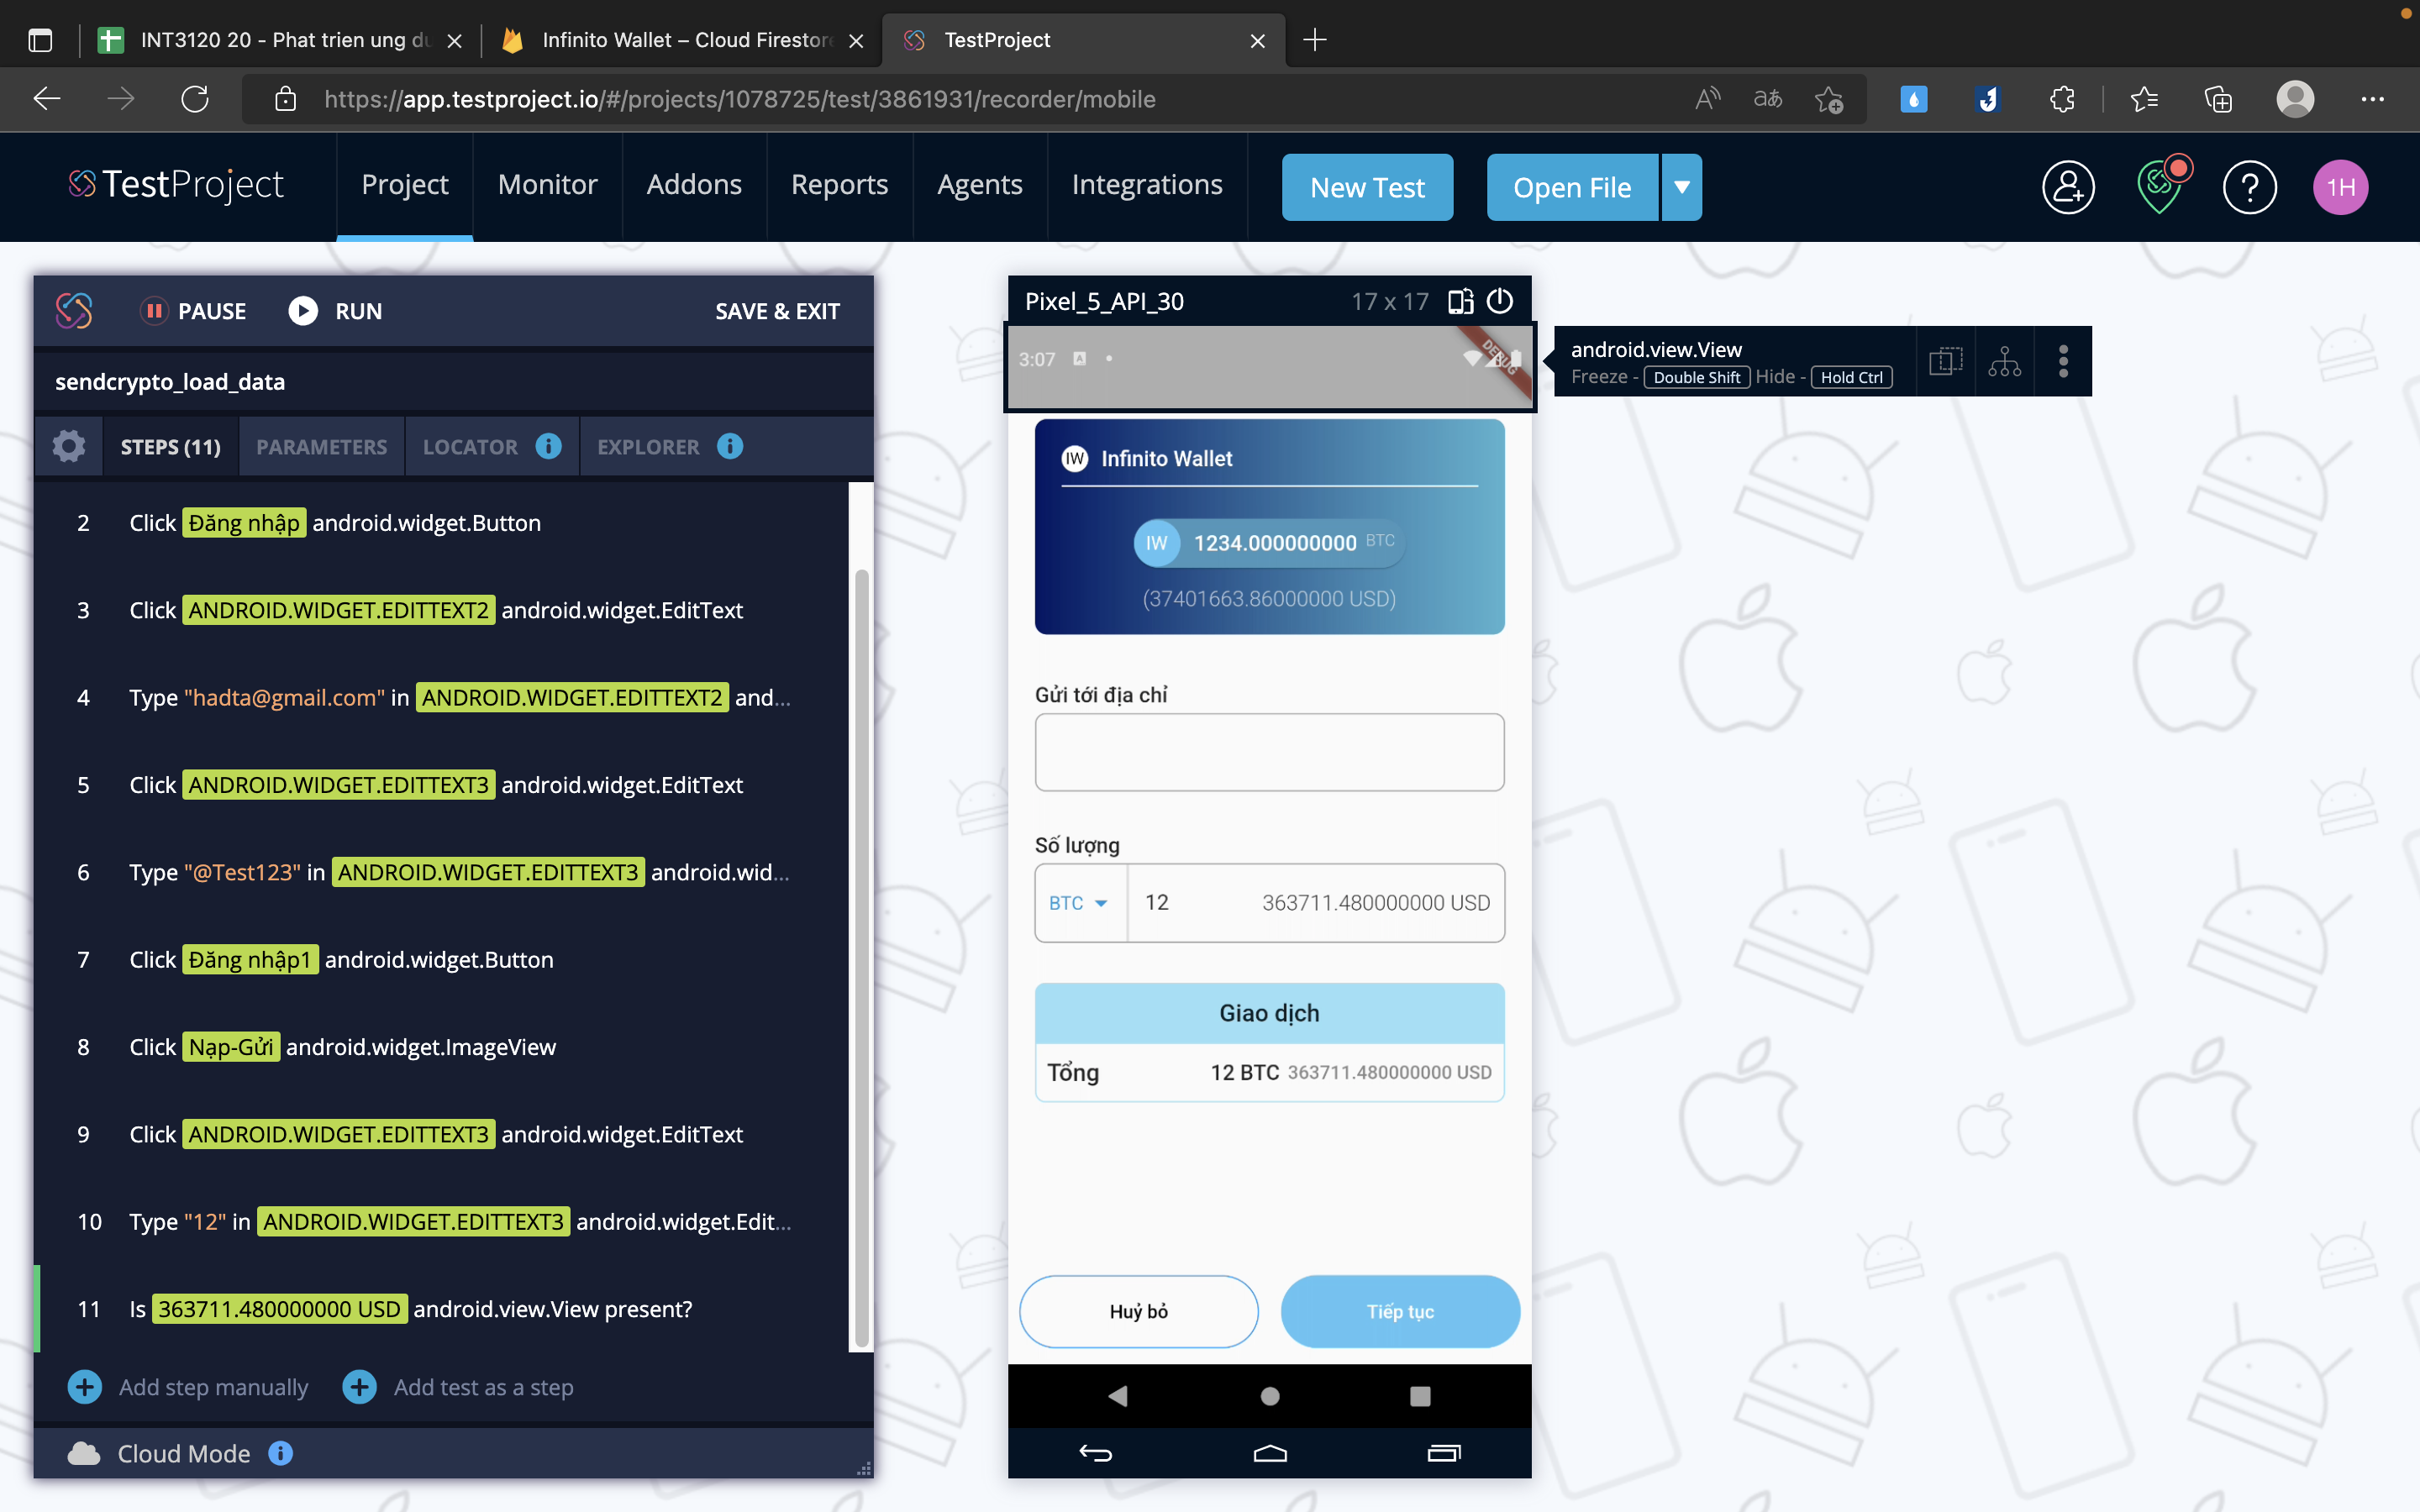 INT3120 20 - Phat trien ung dụ
Infinito Wallet – Cloud Firestore
TestProject
https://app.testproject.io/#/projects/1078725/test/3861931/recorder/mobile
TestProject
Project
Monitor
Addons
Reports
Agents
Integrations
New Test
Open File
1H
PAUSE
RUN
SAVE & EXIT
sendcrypto_load_data
STEPS (11)
PARAMETERS
LOCATOR
EXPLORER
2 Click Đăng nhập android.widget.Button
3 Click ANDROID.WIDGET.EDITTEXT2 android.widget.EditText
4 Type "hadta@gmail.com" in ANDROID.WIDGET.EDITTEXT2 and...
5 Click ANDROID.WIDGET.EDITTEXT3 android.widget.EditText
6 Type "@Test123" in ANDROID.WIDGET.EDITTEXT3 android.wid...
7 Click Đăng nhập1 android.widget.Button
8 Click Nạp-Gửi android.widget.ImageView
9 Click ANDROID.WIDGET.EDITTEXT3 android.widget.EditText
10 Type "12" in ANDROID.WIDGET.EDITTEXT3 android.widget.Edit...
11 Is 363711.480000000 USD android.view.View present?
Add step manually
Add test as a step
Cloud Mode
Pixel_5_API_30
17 x 17
3:07
DEBUG
android.view.View
Freeze - Double Shift Hide - Hold Ctrl
IW Infinito Wallet
IW 1234.000000000 BTC
(37401663.86000000 USD)
Gửi tới địa chỉ
Số lượng
BTC 12 363711.480000000 USD
Giao dịch
Tổng 12 BTC 363711.480000000 USD
Huỷ bỏ
Tiếp tục